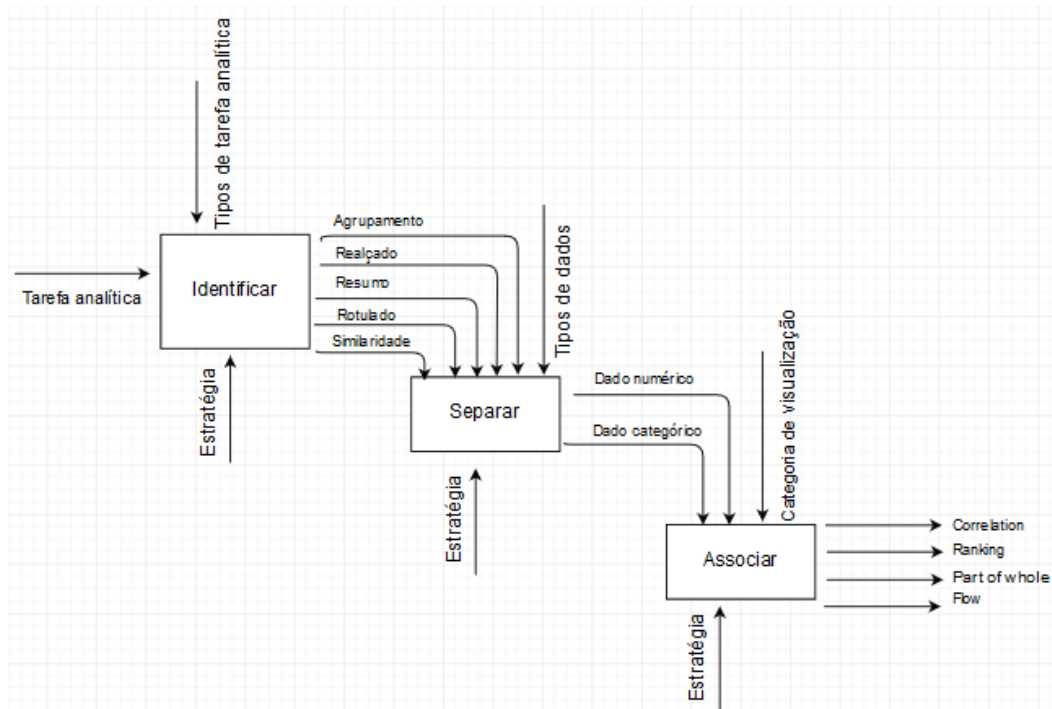 Tipos de tarefa analítica
Tarefa analítica
Identificar
Estratégia
Agrupamento
Realçado
Resumo
Rotulado
Similaridade
Tipos de dados
Separar
Estratégia
Dado numérico
Dado categórico
Categoria de visualização
Associar
Estratégia
Correlation
Ranking
Part of whole
Flow